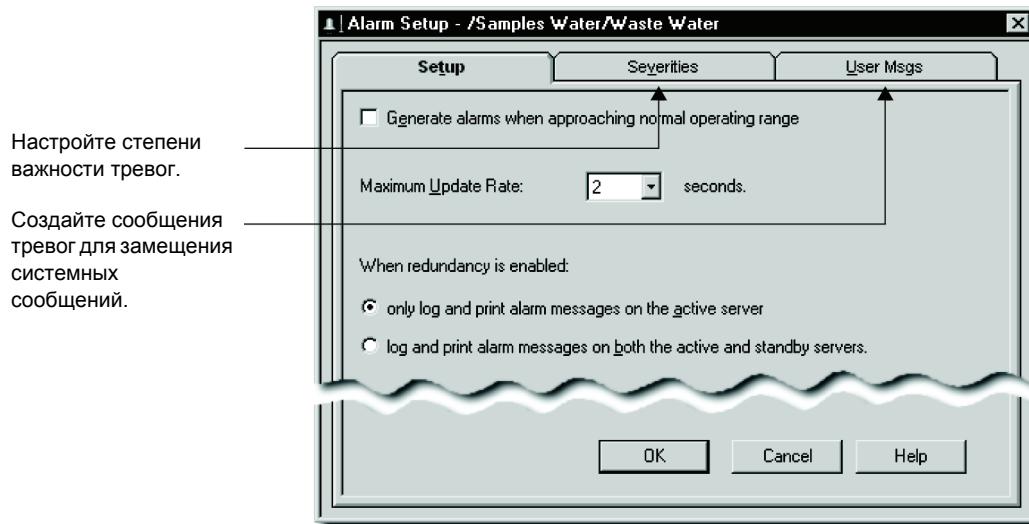 Alarm Setup - /Samples Water/Waste Water
Setup
Severities
User Msgs
Generate alarms when approaching normal operating range
Настройте степени
важности тревог.
Maximum Update Rate: 2 seconds.
Создайте сообщения
тревог для замещения
системных
сообщений.
When redundancy is enabled:
only log and print alarm messages on the active server
log and print alarm messages on both the active and standby servers.
OK
Cancel
Help